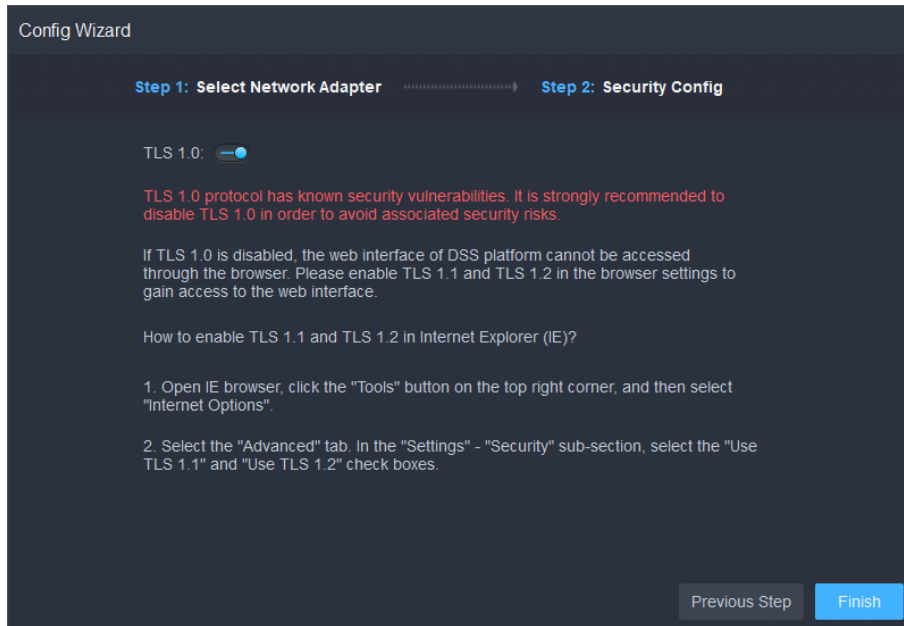 Config Wizard
Step 1: Select Network Adapter Step 2: Security Config
TLS 1.0:
TLS 1.0 protocol has known security vulnerabilities. It is strongly recommended to
disable TLS 1.0 in order to avoid associated security risks.
If TLS 1.0 is disabled, the web interface of DSS platform cannot be accessed
through the browser. Please enable TLS 1.1 and TLS 1.2 in the browser settings to
gain access to the web interface.
How to enable TLS 1.1 and TLS 1.2 in Internet Explorer (IE)?
1. Open IE browser, click the "Tools" button on the top right corner, and then select
"Internet Options".
2. Select the "Advanced" tab. In the "Settings" - "Security" sub-section, select the "Use
TLS 1.1" and "Use TLS 1.2" check boxes.
Previous Step Finish